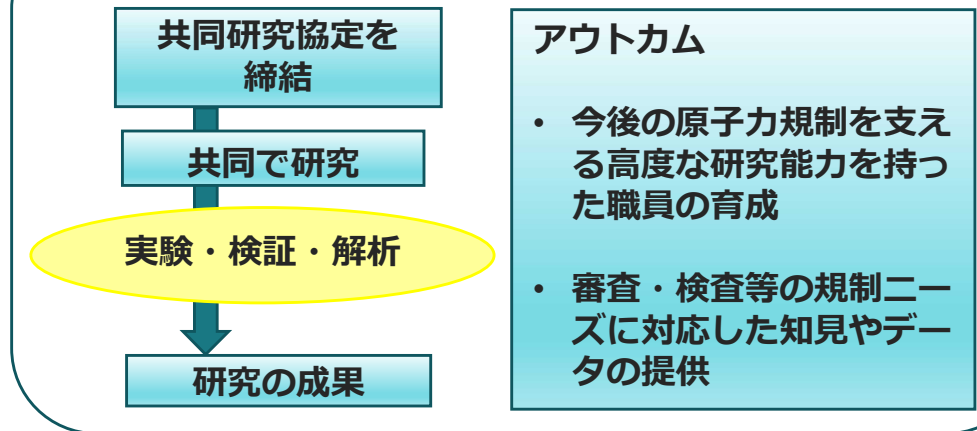 共同研究協定を
締結
共同で研究
実験・検証・解析
研究の成果
アウトカム
• 今後の原子力規制を支え
る高度な研究能力を持っ
た職員の育成
• 審査・検査等の規制ニー
ズに対応した知見やデー
タの提供